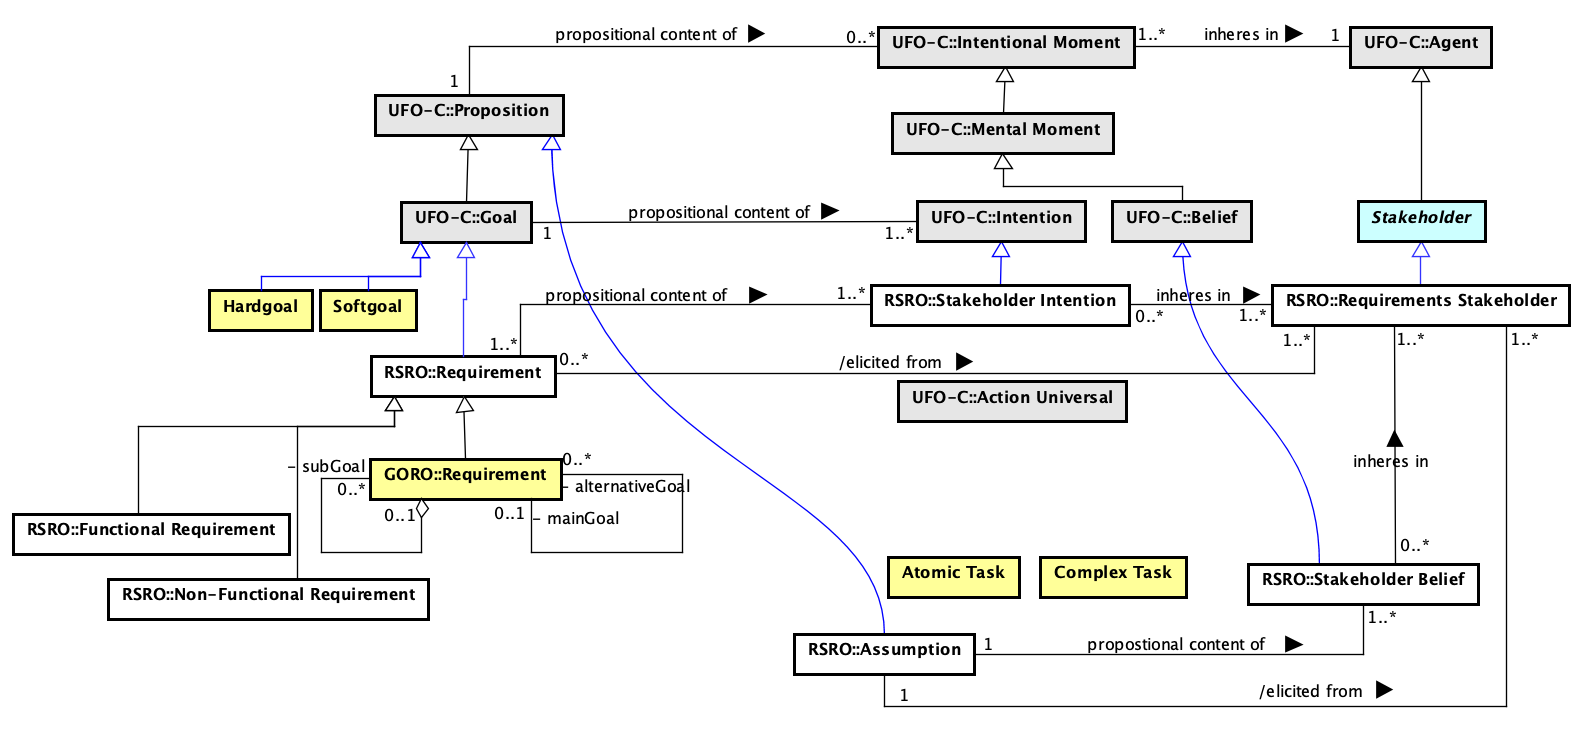 propositional content of
0..*
UFO-C::Intentional Moment
1..*
inheres in
1
UFO-C::Agent
1
UFO-C::Proposition
UFO-C::Mental Moment
UFO-C::Goal
1
propositional content of
1..*
UFO-C::Intention
UFO-C::Belief
Stakeholder
Hardgoal
Softgoal
propositional content of
1..*
RSRO::Stakeholder Intention
inheres in
0..*
1..*
RSRO::Requirements Stakeholder
1..*
0..*
/elicited from
1..*
1..*
1..*
RSRO::Requirement
UFO-C::Action Universal
- subGoal
0..*
GORO::Requirement
0..*
- alternativeGoal
0..1
0..1
- mainGoal
inheres in
RSRO::Functional Requirement
0..*
RSRO::Non-Functional Requirement
Atomic Task
Complex Task
RSRO::Stakeholder Belief
1..*
RSRO::Assumption
1
propostional content of
1
/elicited from